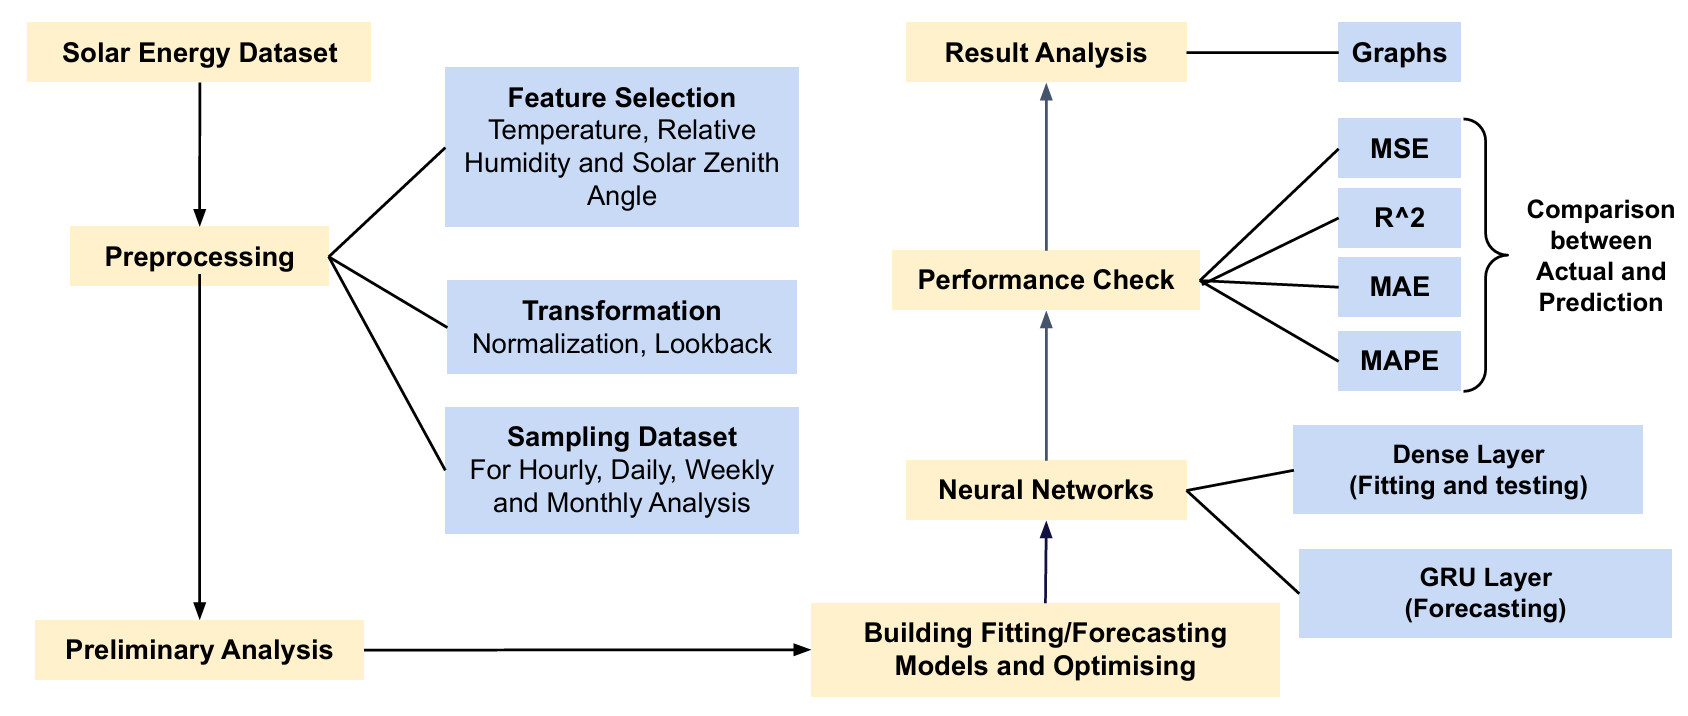 Solar Energy Dataset
Feature Selection
Temperature, Relative
Humidity and Solar Zenith
Angle
Preprocessing
Transformation
Normalization, Lookback
Sampling Dataset
For Hourly, Daily, Weekly
and Monthly Analysis
Preliminary Analysis
Building Fitting/Forecasting
Models and Optimising
Neural Networks
Dense Layer
(Fitting and testing)
GRU Layer
(Forecasting)
Performance Check
MSE
R^2
MAE
MAPE
Comparison
between
Actual and
Prediction
Result Analysis
Graphs